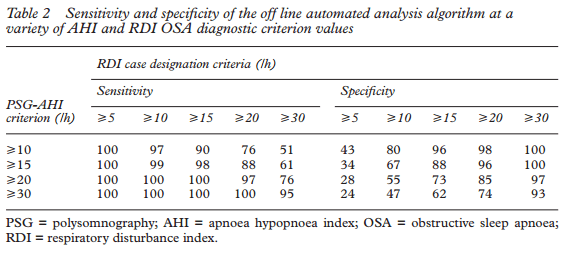 Table 2 Sensitivity and specificity of the off line automated analysis algorithm at a
variety of AHI and RDI OSA diagnostic criterion values
RDI case designation criteria (/h)
Sensitivity Specificity
PSG-AHI
criterion (/h) ≥5 ≥10 ≥15 ≥20 ≥30 ≥5 ≥10 ≥15 ≥20 ≥30
≥10 100 97 90 76 51 43 80 96 98 100
≥15 100 99 98 88 61 34 67 88 96 100
≥20 100 100 100 97 76 28 55 73 85 97
≥30 100 100 100 100 95 24 47 62 74 93
PSG = polysomnography; AHI = apnoea hypopnoea index; OSA = obstructive sleep apnoea;
RDI = respiratory disturbance index.